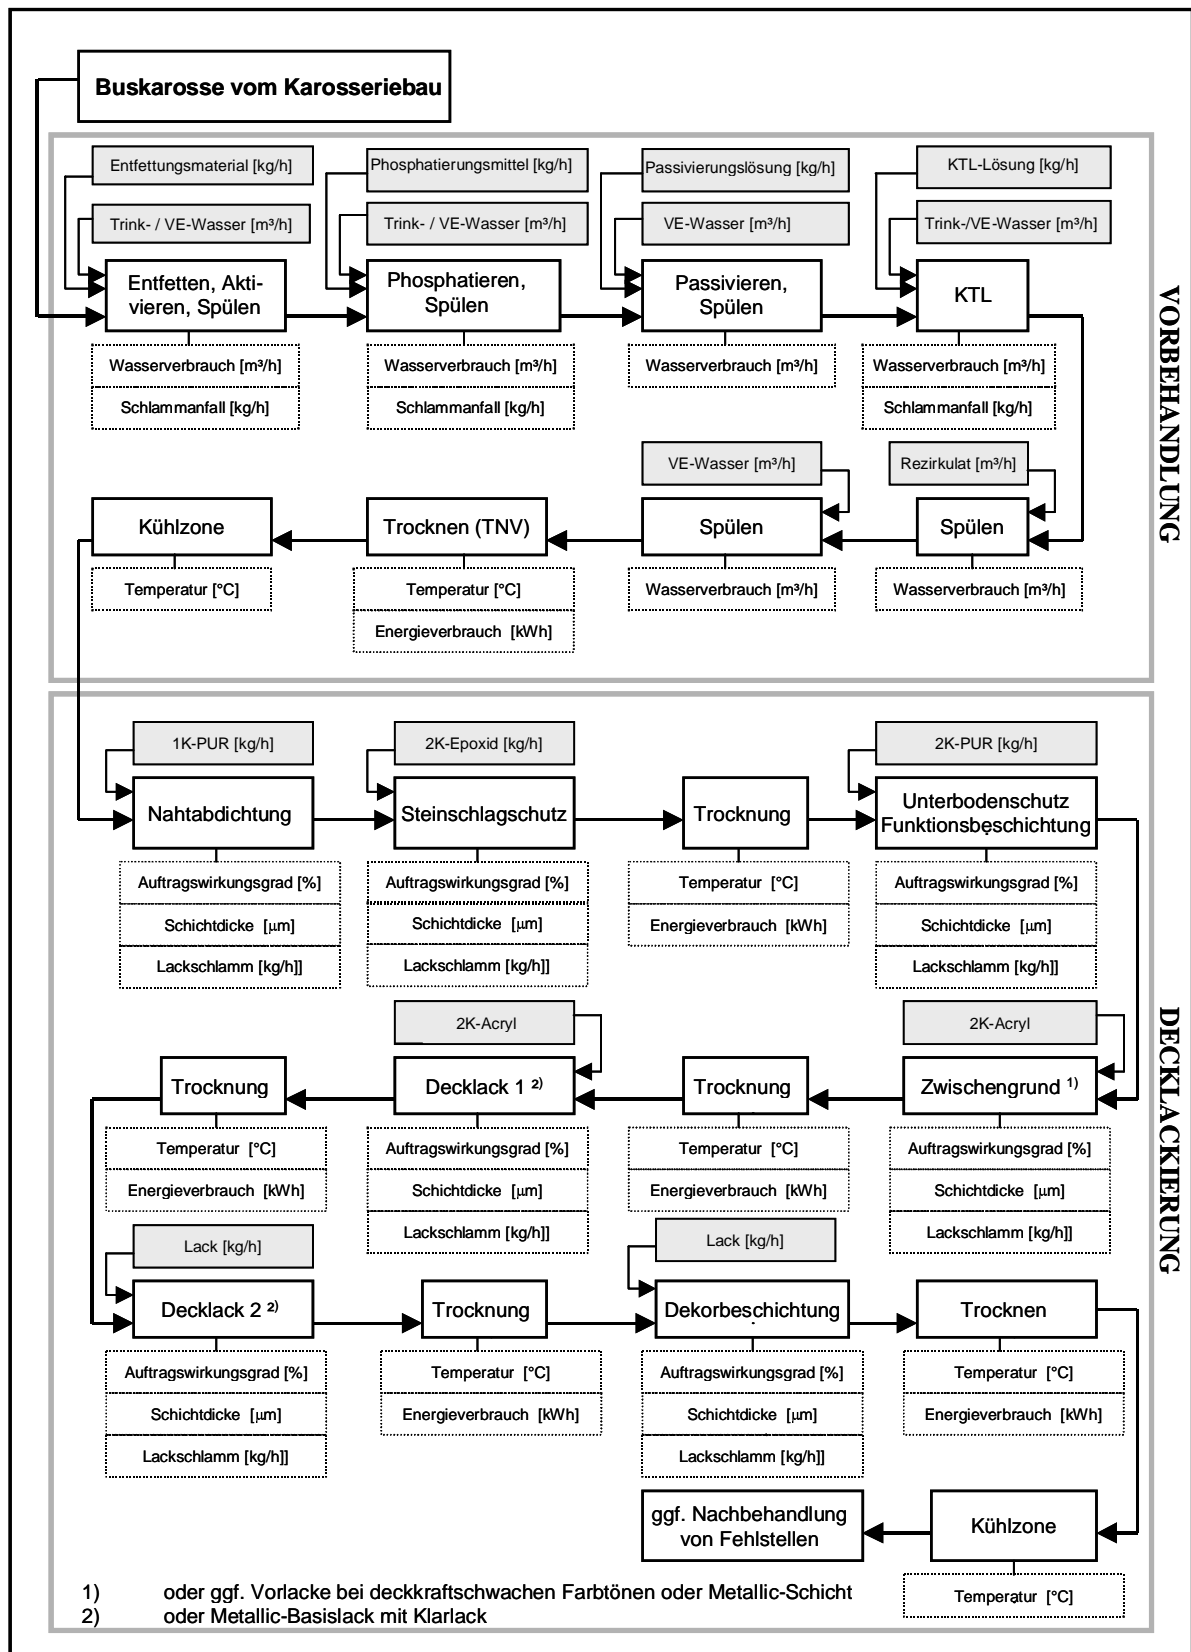 Buskarosse vom Karosseriebau
VORBEHANDLUNG
Entfettungsmaterial [kg/h]
Phosphatierungsmittel [kg/h]
Passivierungslösung [kg/h]
KTL-Lösung [kg/h]
Trink- / VE-Wasser [m³/h]
Trink- / VE-Wasser [m³/h]
VE-Wasser [m³/h]
Trink-/VE-Wasser [m³/h]
Entfetten, Akti-
vieren, Spülen
Phosphatieren,
Spülen
Passivieren,
Spülen
KTL
Wasserverbrauch [m³/h]
Wasserverbrauch [m³/h]
Wasserverbrauch [m³/h]
Wasserverbrauch [m³/h]
Schlammanfall [kg/h]
Schlammanfall [kg/h]
Schlammanfall [kg/h]
VE-Wasser [m³/h]
Rezirkulat [m³/h]
Kühlzone
Trocknen (TNV)
Spülen
Spülen
Temperatur [°C]
Temperatur [°C]
Wasserverbrauch [m³/h]
Wasserverbrauch [m³/h]
Energieverbrauch [kWh]
DECKLACKIERUNG
1K-PUR [kg/h]
2K-Epoxid [kg/h]
2K-PUR [kg/h]
Nahtabdichtung
Steinschlagschutz
Trocknung
Unterbodenschutz
Funktionsbeschichtung
Auftragswirkungsgrad [%]
Auftragswirkungsgrad [%]
Temperatur [°C]
Auftragswirkungsgrad [%]
Schichtdicke [µm]
Schichtdicke [µm]
Energieverbrauch [kWh]
Schichtdicke [µm]
Lackschlamm [kg/h]]
Lackschlamm [kg/h]]
Lackschlamm [kg/h]]
2K-Acryl
2K-Acryl
Trocknung
Decklack 1 ²⁾
Trocknung
Zwischengrund ¹⁾
Temperatur [°C]
Auftragswirkungsgrad [%]
Temperatur [°C]
Auftragswirkungsgrad [%]
Energieverbrauch [kWh]
Schichtdicke [µm]
Energieverbrauch [kWh]
Schichtdicke [µm]
Lackschlamm [kg/h]]
Lackschlamm [kg/h]]
Lack [kg/h]
Lack [kg/h]
Decklack 2 ²⁾
Trocknung
Dekorbeschichtung
Trocknen
Auftragswirkungsgrad [%]
Temperatur [°C]
Auftragswirkungsgrad [%]
Temperatur [°C]
Schichtdicke [µm]
Energieverbrauch [kWh]
Schichtdicke [µm]
Energieverbrauch [kWh]
Lackschlamm [kg/h]]
Lackschlamm [kg/h]]
ggf. Nachbehandlung
von Fehlstellen
Kühlzone
Temperatur [°C]
1) oder ggf. Vorlacke bei deckkraftschwachen Farbtönen oder Metallic-Schicht
2) oder Metallic-Basislack mit Klarlack